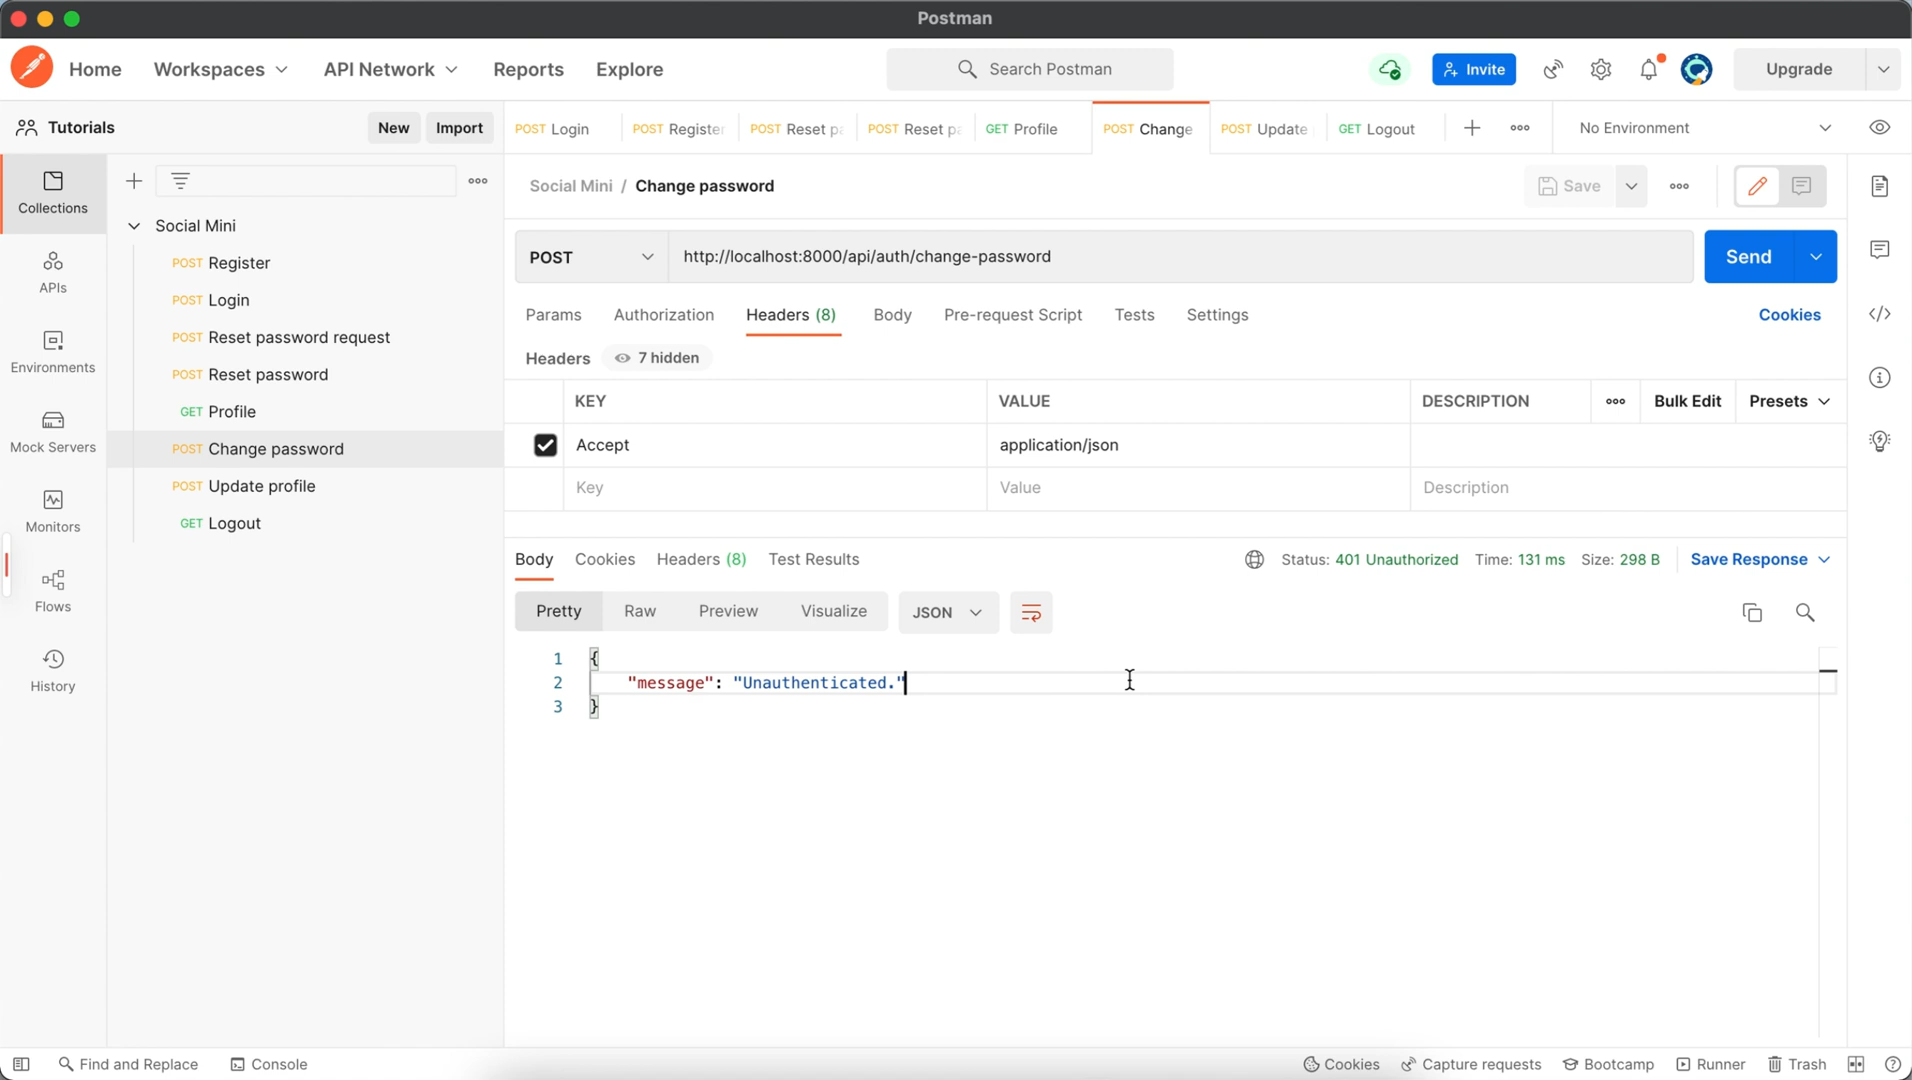 Postman
Home Workspaces API Network Reports Explore Search Postman Invite Upgrade
Tutorials New Import POST Login POST Register POST Reset pa POST Reset pa GET Profile POST Change POST Update GET Logout No Environment
Collections
APIs
Environments
Mock Servers
Monitors
Flows
History
Social Mini
POST Register
POST Login
POST Reset password request
POST Reset password
GET Profile
POST Change password
POST Update profile
GET Logout
Social Mini / Change password Save
POST http://localhost:8000/api/auth/change-password Send
Params Authorization Headers (8) Body Pre-request Script Tests Settings Cookies
Headers 7 hidden
KEY VALUE DESCRIPTION Bulk Edit Presets
Accept application/json
Key Value Description
Body Cookies Headers (8) Test Results Status: 401 Unauthorized Time: 131 ms Size: 298 B Save Response
Pretty Raw Preview Visualize JSON
1 {
2 "message": "Unauthenticated."
3 }
Find and Replace Console Cookies Capture requests Bootcamp Runner Trash